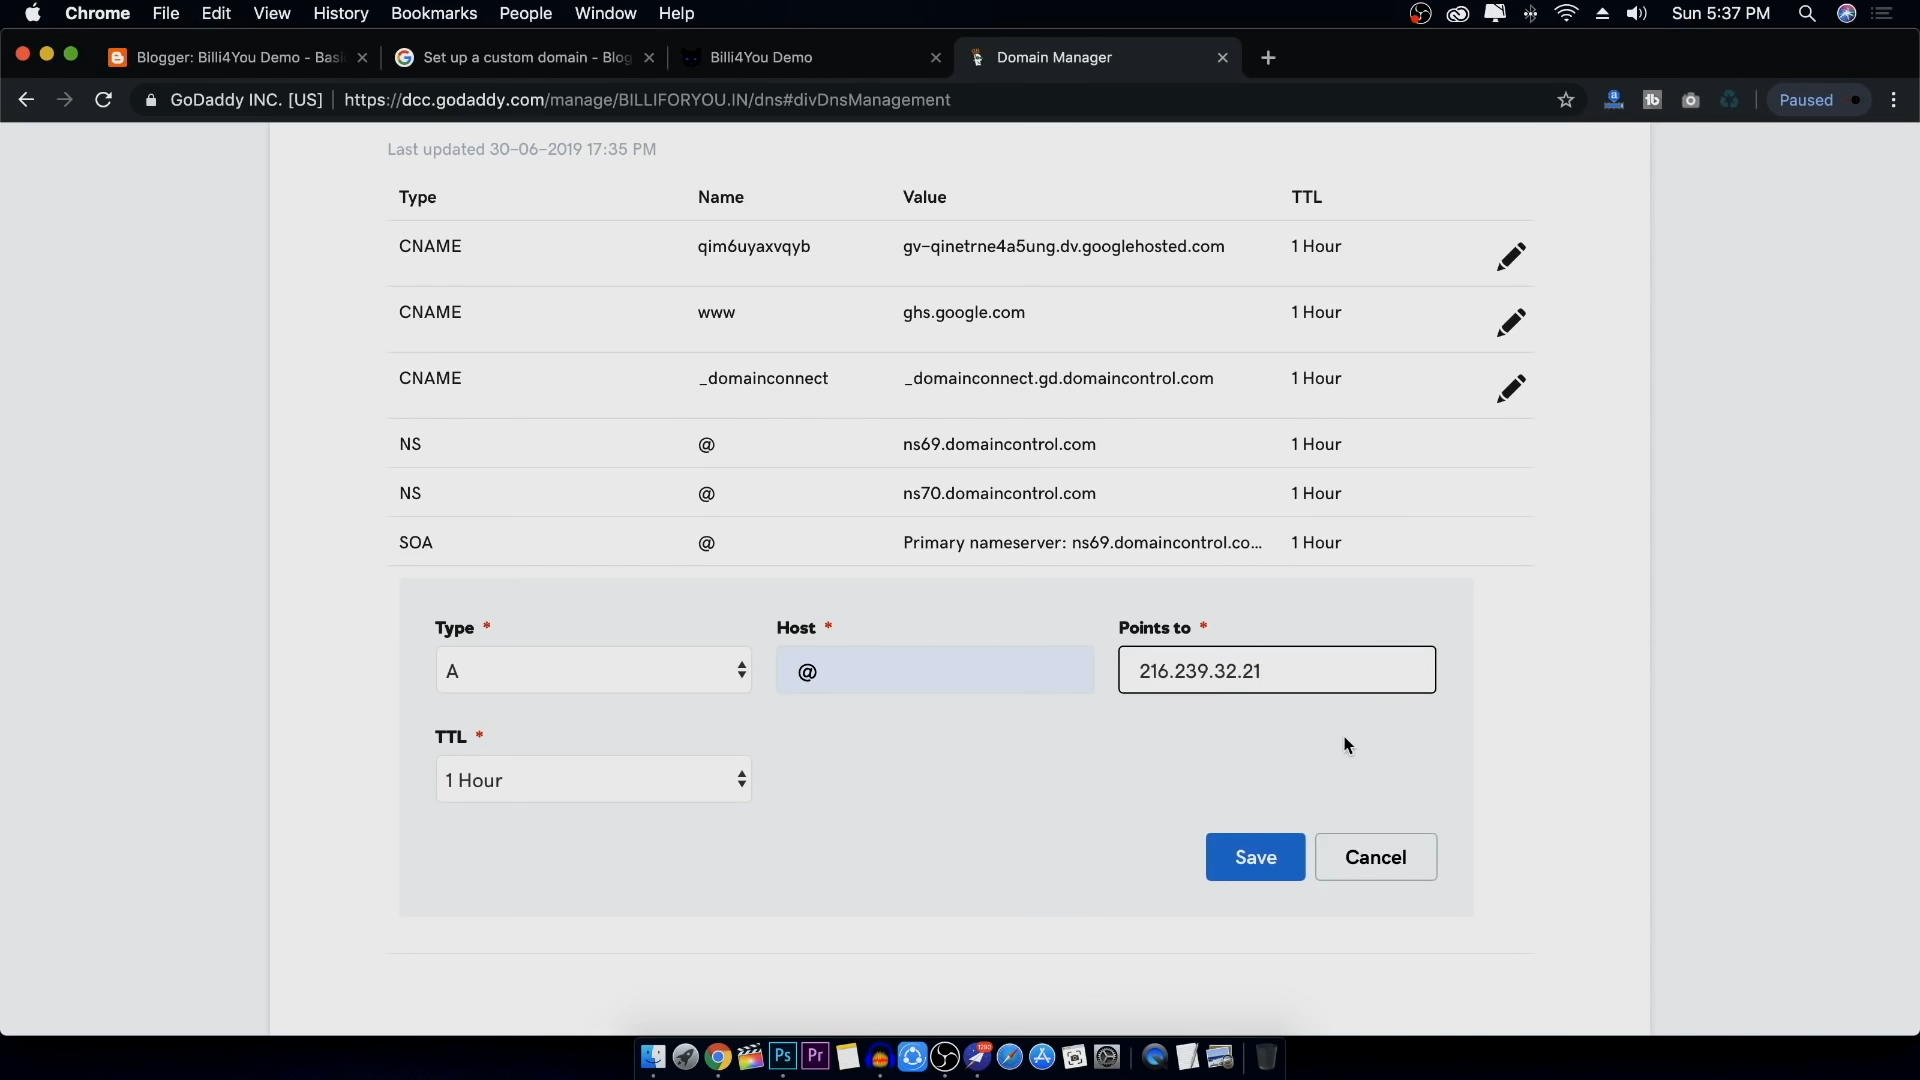 Chrome File Edit View History Bookmarks People Window Help Sun 5:37 PM
Blogger: Billi4You Demo - Basi Set up a custom domain - Blog Billi4You Demo Domain Manager
GoDaddy INC. [US] https://dcc.godaddy.com/manage/BILLIFORYOU.IN/dns#divDnsManagement Paused
Last updated 30-06-2019 17:35 PM
Type Name Value TTL
CNAME qim6uyaxvqyb gv-qinetrne4a5ung.dv.googlehosted.com 1 Hour
CNAME www ghs.google.com 1 Hour
CNAME _domainconnect _domainconnect.gd.domaincontrol.com 1 Hour
NS @ ns69.domaincontrol.com 1 Hour
NS @ ns70.domaincontrol.com 1 Hour
SOA @ Primary nameserver: ns69.domaincontrol.co... 1 Hour
Type * Host * Points to *
A @ 216.239.32.21
TTL *
1 Hour
Save Cancel
Ps Pr